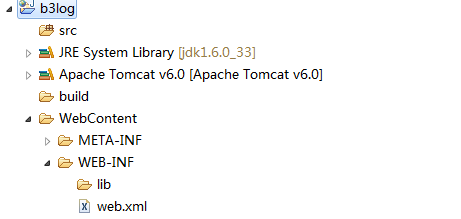 b3log
src
JRE System Library [jdk1.6.0_33]
Apache Tomcat v6.0 [Apache Tomcat v6.0]
build
WebContent
META-INF
WEB-INF
lib
web.xml